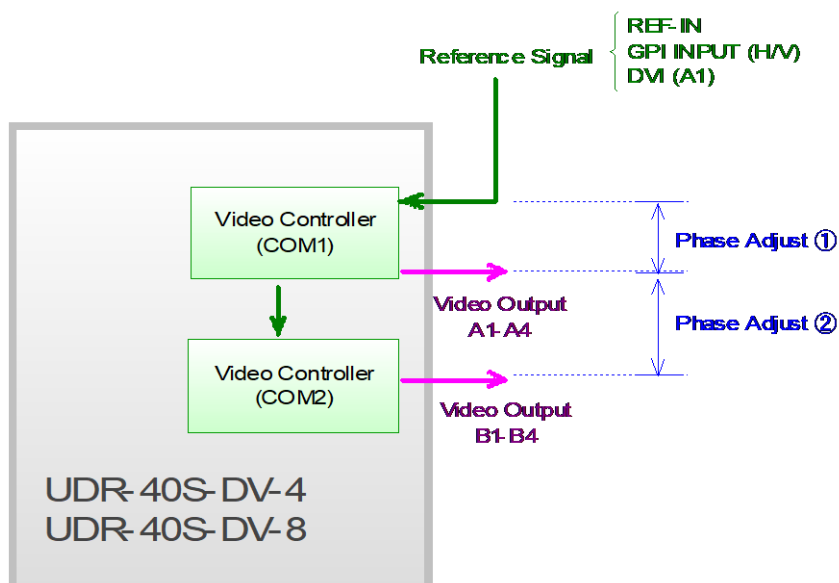 REF-IN
GPI INPUT (H/V)
DVI (A1)
Reference Signal
Video Controller
(COM1)
Phase Adjust ①
Video Output
A1-A4
Phase Adjust ②
Video Controller
(COM2)
Video Output
B1-B4
UDR-40S-DV-4
UDR-40S-DV-8